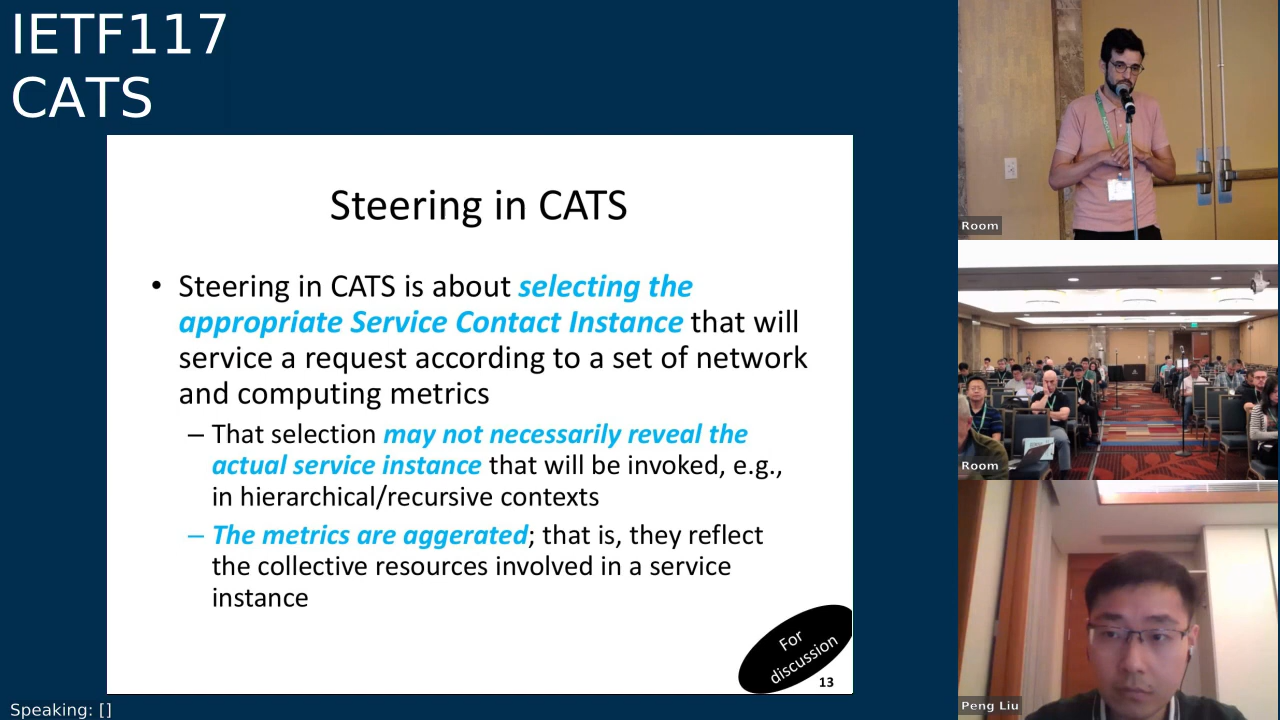 IETF117
CATS
Steering in CATS
• Steering in CATS is about selecting the
appropriate Service Contact Instance that will
service a request according to a set of network
and computing metrics
– That selection may not necessarily reveal the
actual service instance that will be invoked, e.g.,
in hierarchical/recursive contexts
– The metrics are aggerated; that is, they reflect
the collective resources involved in a service
instance
For
discussion
13
Speaking: []
Room
Room
Peng Liu